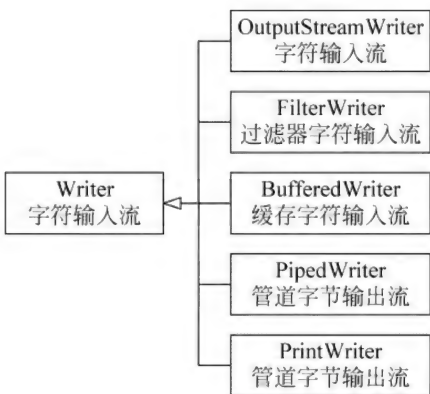 OutputStreamWriter
字符输入流
FilterWriter
过滤器字符输入流
Writer
字符输入流
BufferedWriter
缓存字符输入流
PipedWriter
管道字节输出流
PrintWriter
管道字节输出流